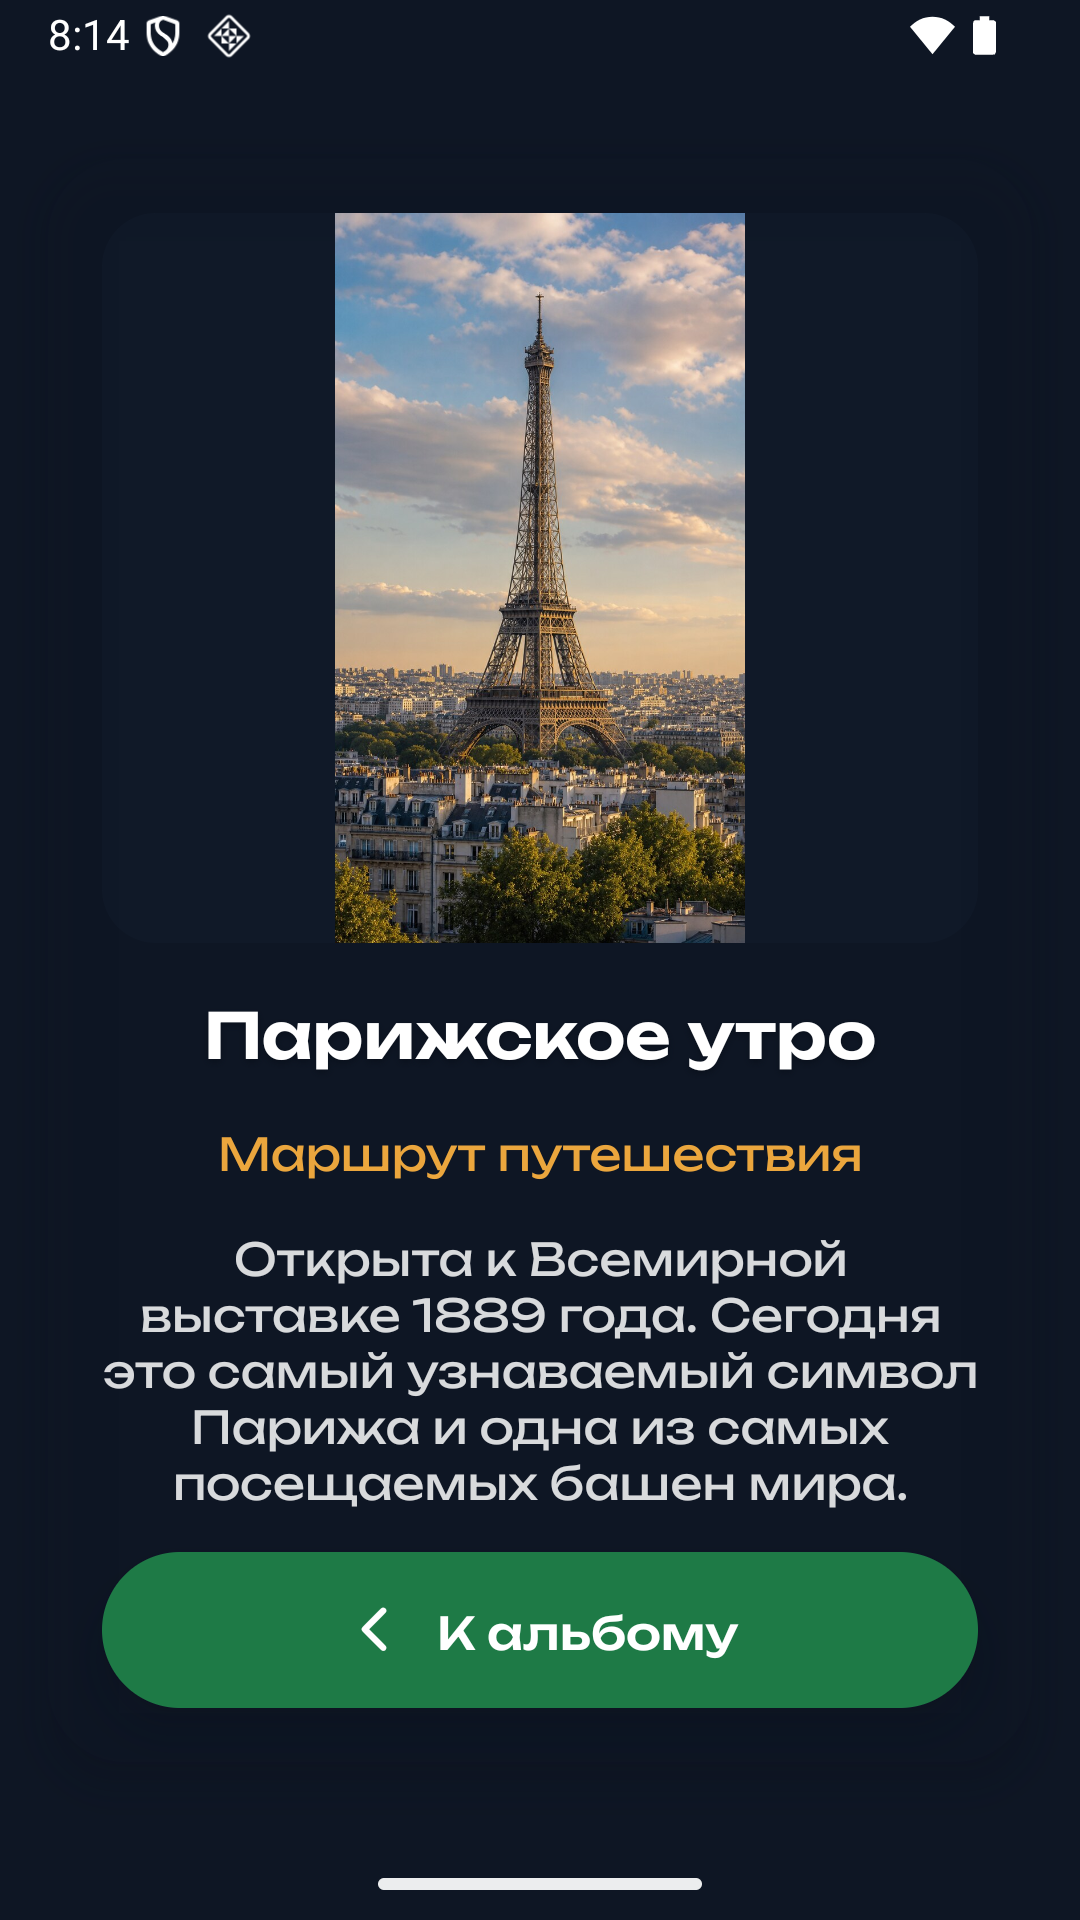 8:14
Парижское утро
Маршрут путешествия
Открыта к Всемирной
выставке 1889 года. Сегодня
это самый узнаваемый символ
Парижа и одна из самых
посещаемых башен мира.
К альбому